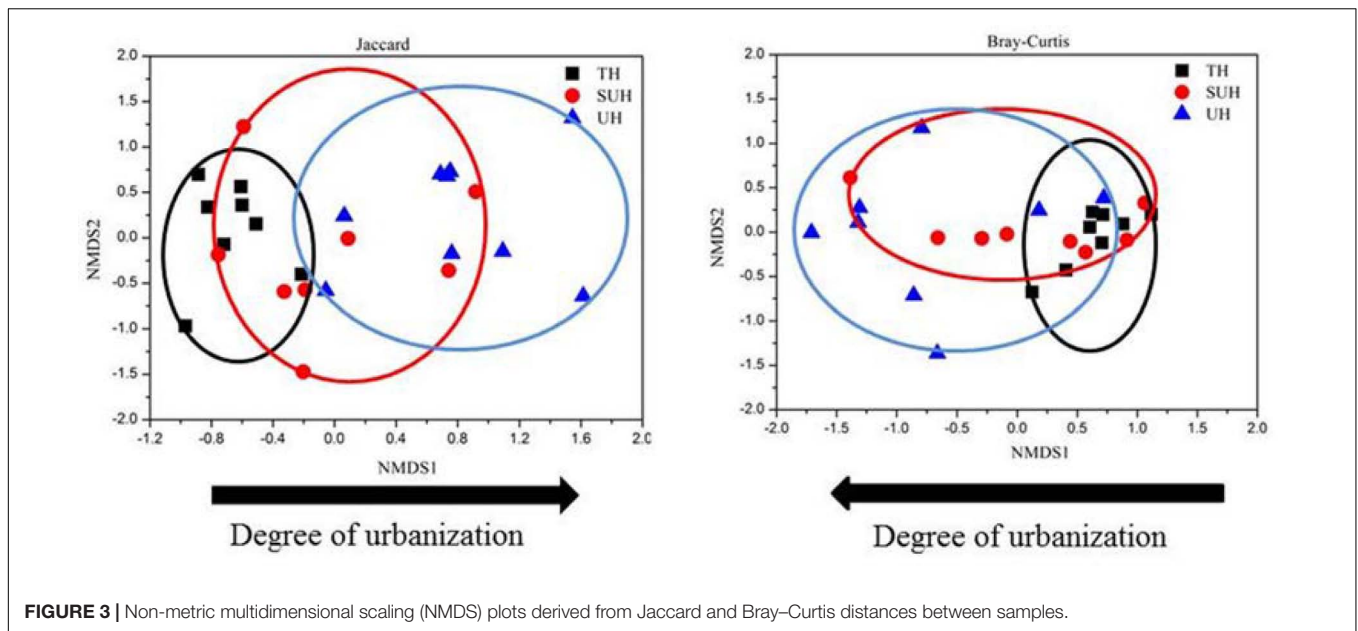 Jaccard
2.0
1.5
1.0
0.5
0.0
-0.5
-1.0
-1.5
-2.0
NMDS2
TH
SUH
UH
-1.2
-0.8
-0.4
0.0
0.4
0.8
1.2
1.6
2.0
NMDS1
Degree of urbanization
Bray-Curtis
2.0
1.5
1.0
0.5
0.0
-0.5
-1.0
-1.5
-2.0
NMDS2
TH
SUH
UH
-2.0
-1.5
-1.0
-0.5
0.0
0.5
1.0
1.5
2.0
NMDS1
Degree of urbanization
FIGURE 3 | Non-metric multidimensional scaling (NMDS) plots derived from Jaccard and Bray–Curtis distances between samples.